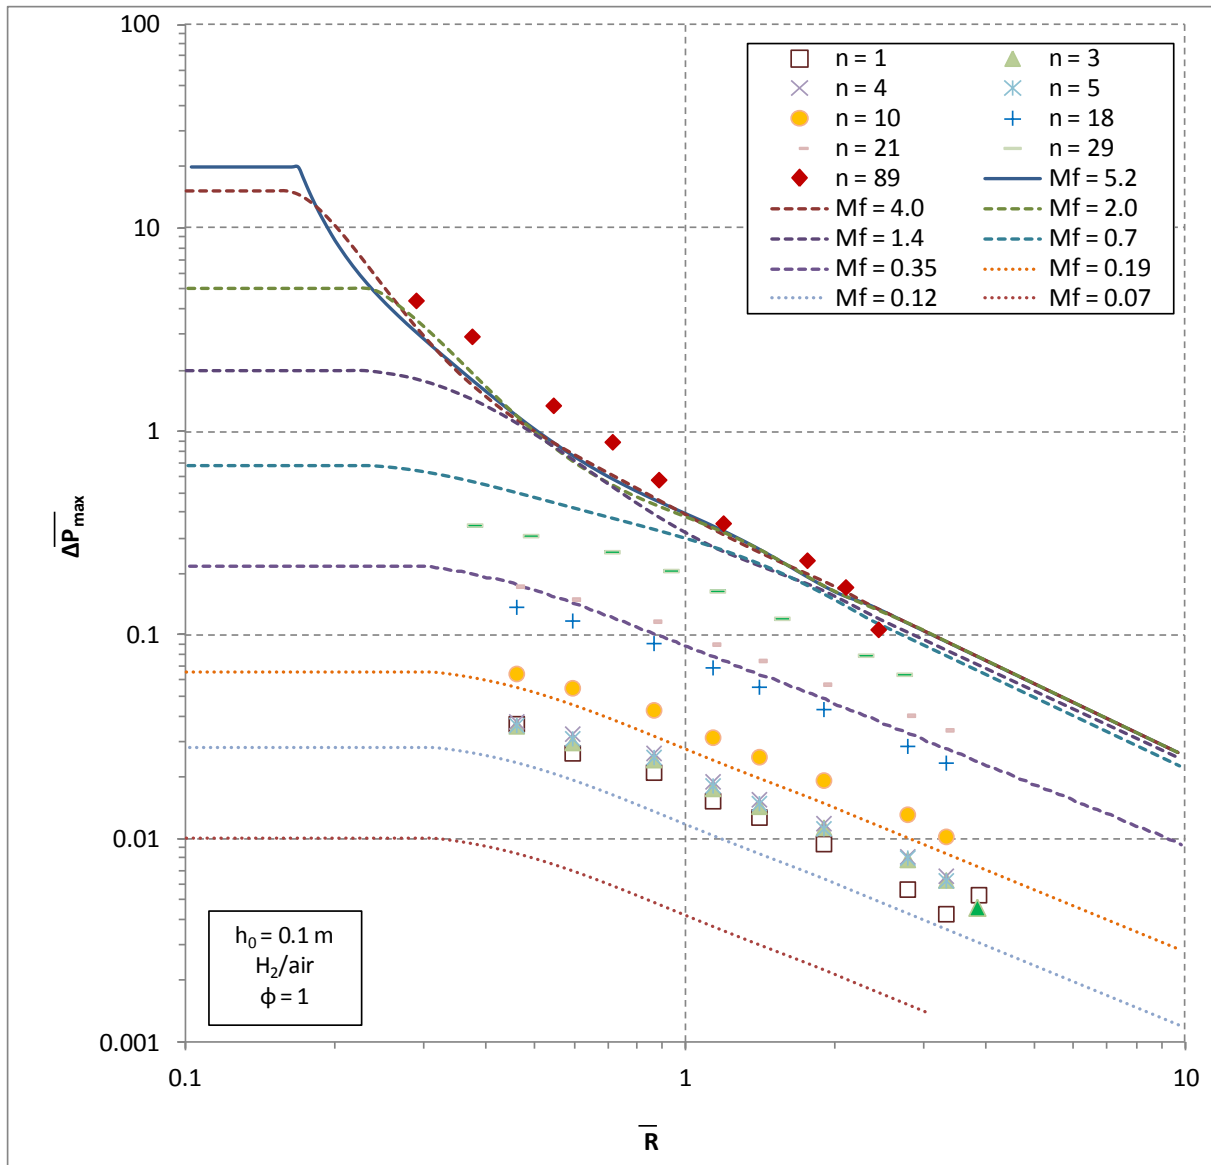 100
10
1
0.1
0.01
0.001
0.1 1 10
ΔPmax
R
n = 1 n = 3
n = 4 n = 5
n = 10 n = 18
n = 21 n = 29
n = 89 Mf = 5.2
Mf = 4.0 Mf = 2.0
Mf = 1.4 Mf = 0.7
Mf = 0.35 Mf = 0.19
Mf = 0.12 Mf = 0.07
h0 = 0.1 m
H2/air
ϕ = 1